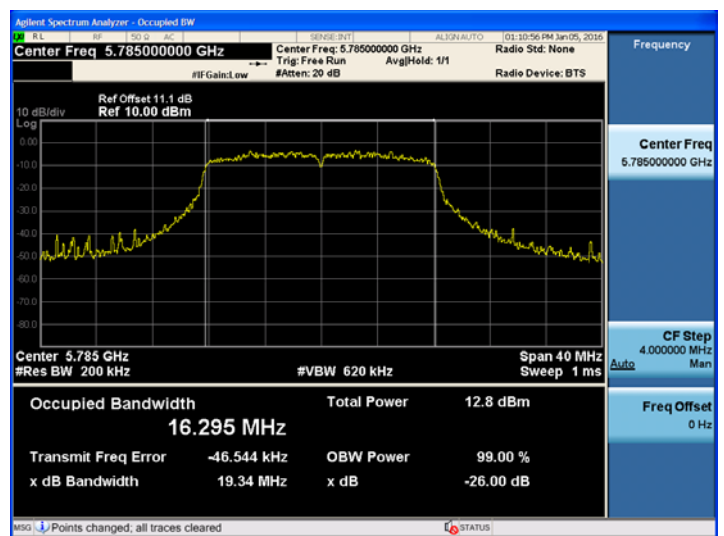 Agilent Spectrum Analyzer - Occupied BW
LXI RL RF 50 Ω AC SENSE:INT ALIGN AUTO 01:10:56 PM Jan 05, 2016
Center Freq 5.785000000 GHz
Center Freq: 5.785000000 GHz Radio Std: None
Trig: Free Run Avg|Hold: 1/1
#IFGain:Low #Atten: 20 dB Radio Device: BTS
Ref Offset 11.1 dB
10 dB/div Ref 10.00 dBm
Log
0.00
-10.0
-20.0
-30.0
-40.0
-50.0
-60.0
-70.0
-80.0
Center 5.785 GHz Span 40 MHz
#Res BW 200 kHz #VBW 620 kHz Sweep 1 ms
Occupied Bandwidth Total Power 12.8 dBm
16.295 MHz
Transmit Freq Error -46.544 kHz OBW Power 99.00 %
x dB Bandwidth 19.34 MHz x dB -26.00 dB
MSG Points changed; all traces cleared STATUS
Frequency
Center Freq
5.785000000 GHz
CF Step
4.000000 MHz
Auto Man
Freq Offset
0 Hz